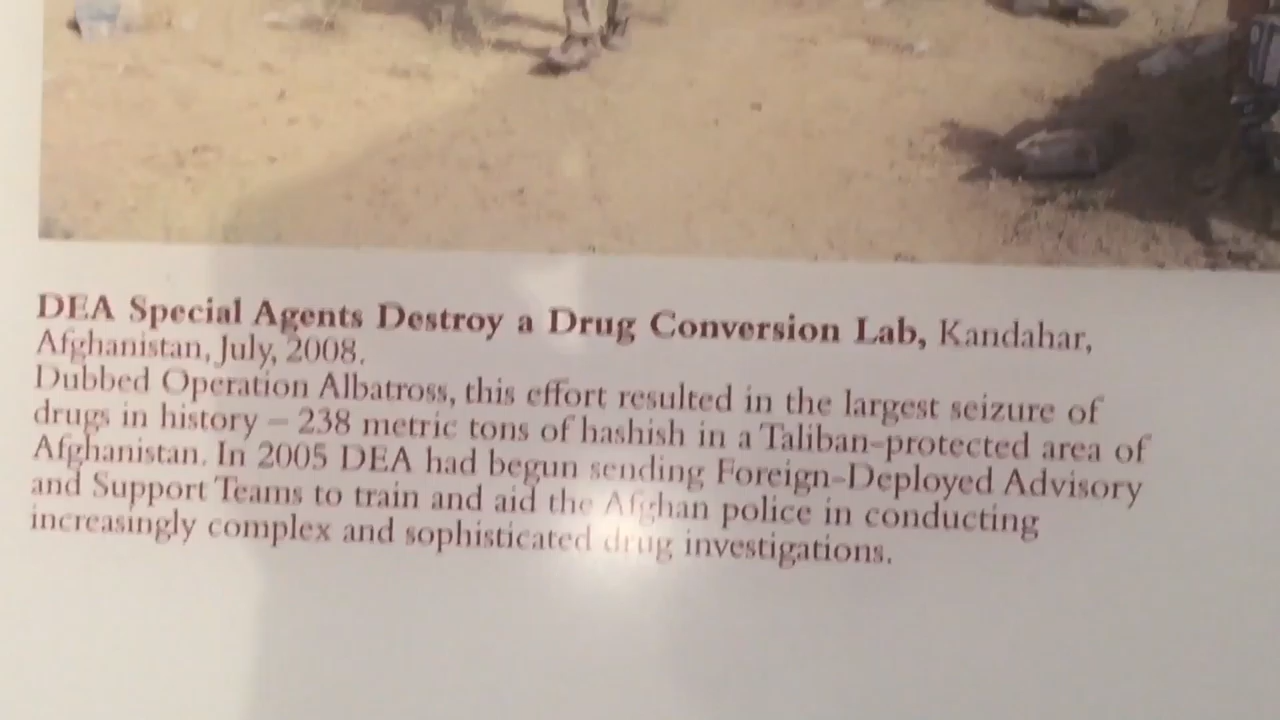 DEA Special Agents Destroy a Drug Conversion Lab, Kandahar,
Afghanistan, July, 2008.
Dubbed Operation Albatross, this effort resulted in the largest seizure of
drugs in history – 238 metric tons of hashish in a Taliban-protected area of
Afghanistan. In 2005 DEA had begun sending Foreign-Deployed Advisory
and Support Teams to train and aid the Afghan police in conducting
increasingly complex and sophisticated drug investigations.